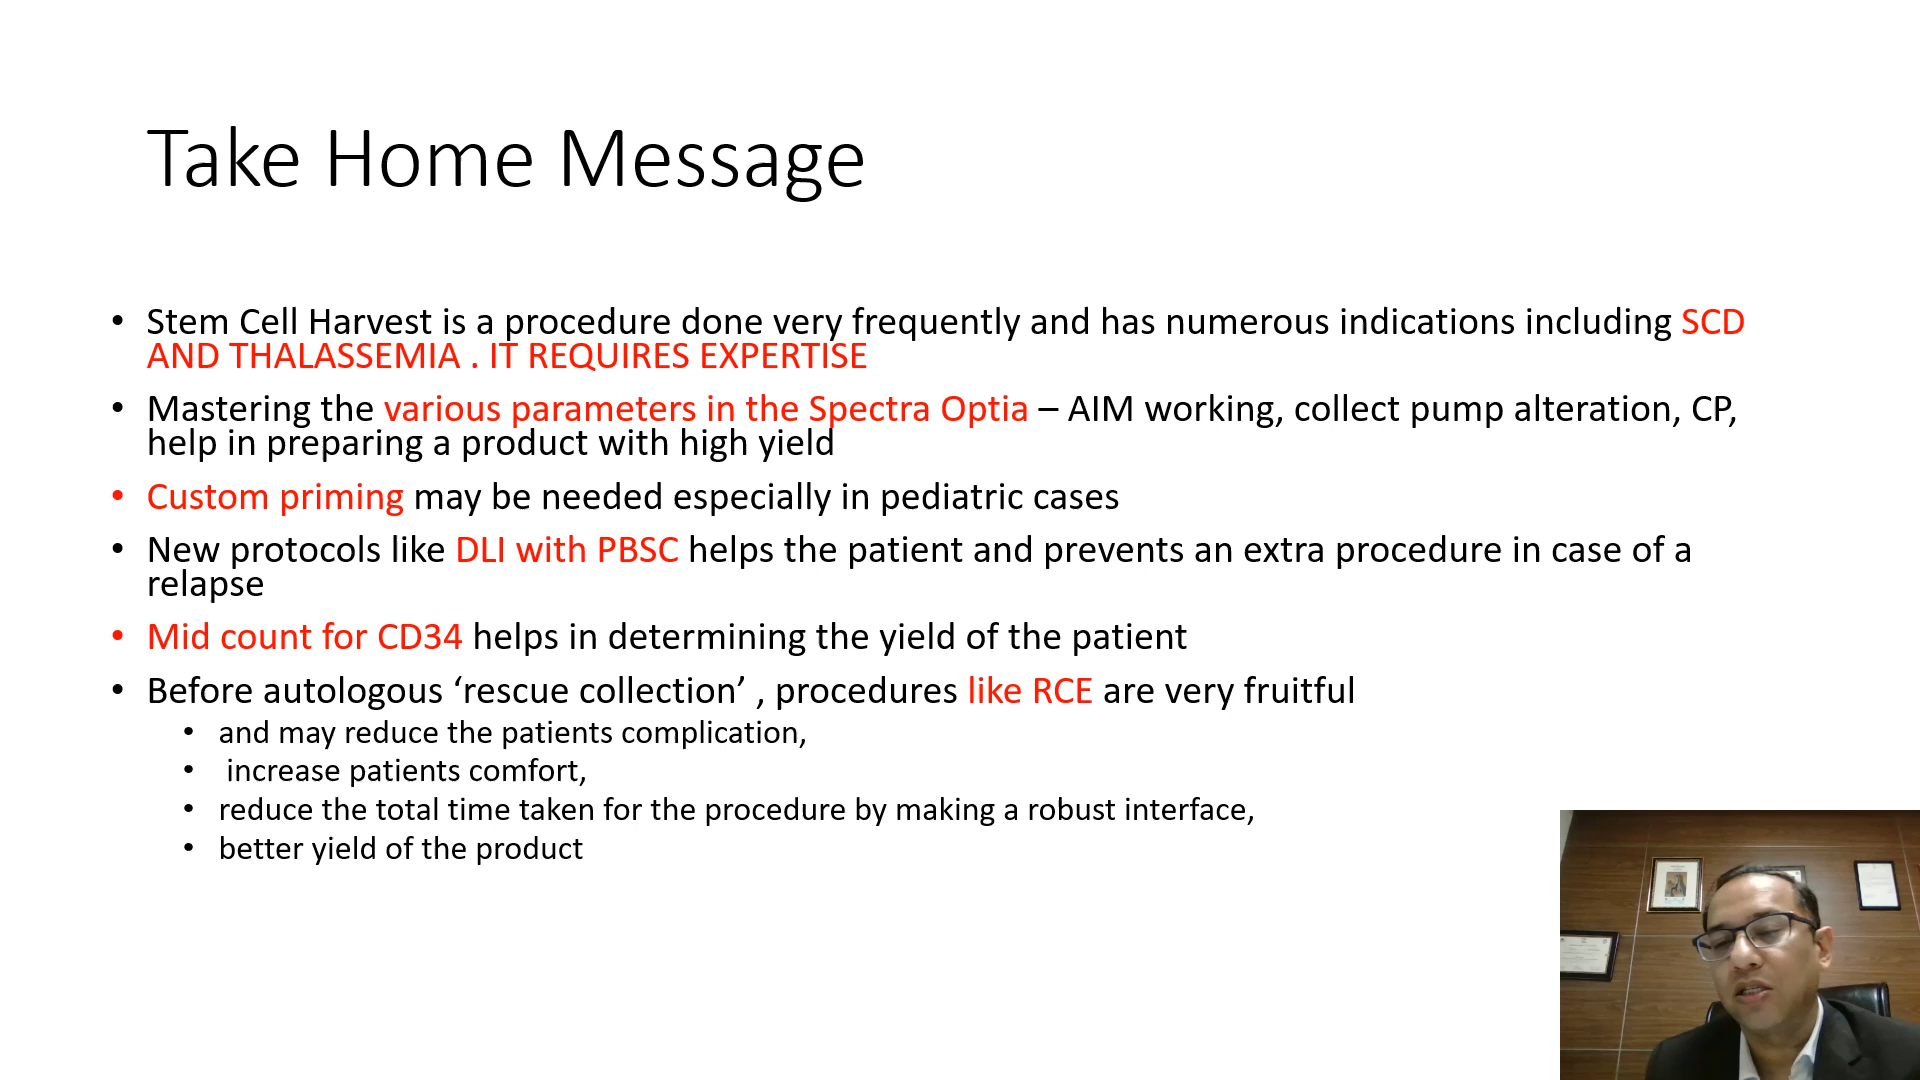 Take Home Message
• Stem Cell Harvest is a procedure done very frequently and has numerous indications including SCD
AND THALASSEMIA . IT REQUIRES EXPERTISE
• Mastering the various parameters in the Spectra Optia – AIM working, collect pump alteration, CP,
help in preparing a product with high yield
• Custom priming may be needed especially in pediatric cases
• New protocols like DLI with PBSC helps the patient and prevents an extra procedure in case of a
relapse
• Mid count for CD34 helps in determining the yield of the patient
• Before autologous ‘rescue collection’ , procedures like RCE are very fruitful
• and may reduce the patients complication,
• increase patients comfort,
• reduce the total time taken for the procedure by making a robust interface,
• better yield of the product